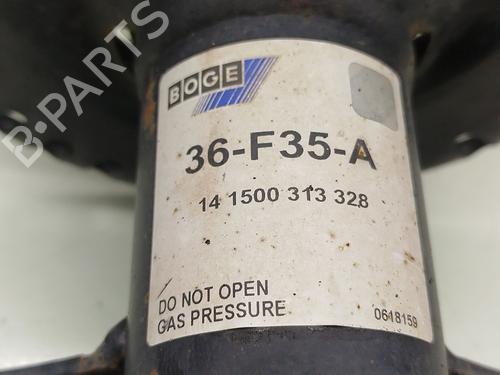 B-PARTS
BOGE
36-F35-A
14 1500 313 328
DO NOT OPEN
GAS PRESSURE
0618159